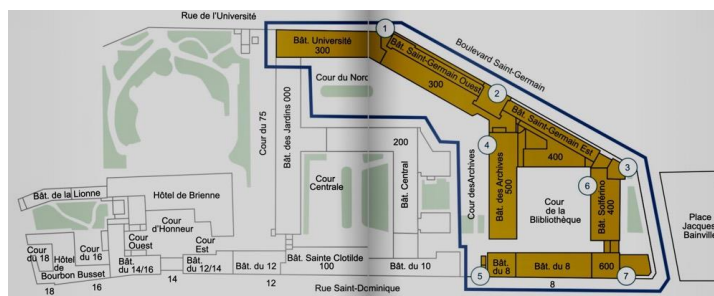 Rue de l'Université
Boulevard Saint-Germain
1
Bât. Université
300
Bât. Saint-Germain Ouest
300
2
Bât. Saint-Germain Est
400
3
Cour du Nord
Cour du 75
Bât. des Jardins 000
200
4
Cour desArchives
Bât. des Archives
500
6
Bât. Solférino
400
Cour
Centrale
Bât. Central
Cour
de la
Blibliothèque
Place
Jacques
Bainville
Bât. de la Lionne
Hôtel de Brienne
Cour
d'Honneur
Cour
Ouest
Cour
Est
Cour
du 18
Cour
du 16
Hôtel
de
Bourbon Busset
Bât.
du 14/16
Bât.
du 12/14
Bât. du 12
Bât. Sainte Clotilde
100
Bât. du 10
5
Bât.
du 8
Bât. du 8
600
7
18
16
14
12
8
Rue Saint-Dominique